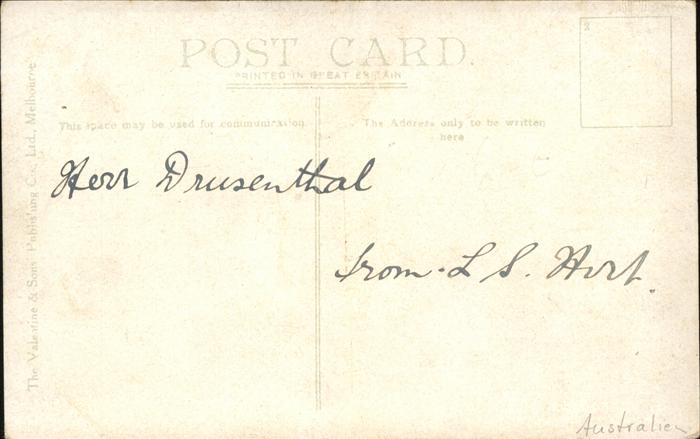 POST CARD.
PRINTED IN GREAT BRITAIN
This space may be used for communication.
The Address only to be written
here
Herr Drusenthal
from L S. Hort.
The Valentine & Sons' Publishing Co., Ltd., Melbourne
Australien